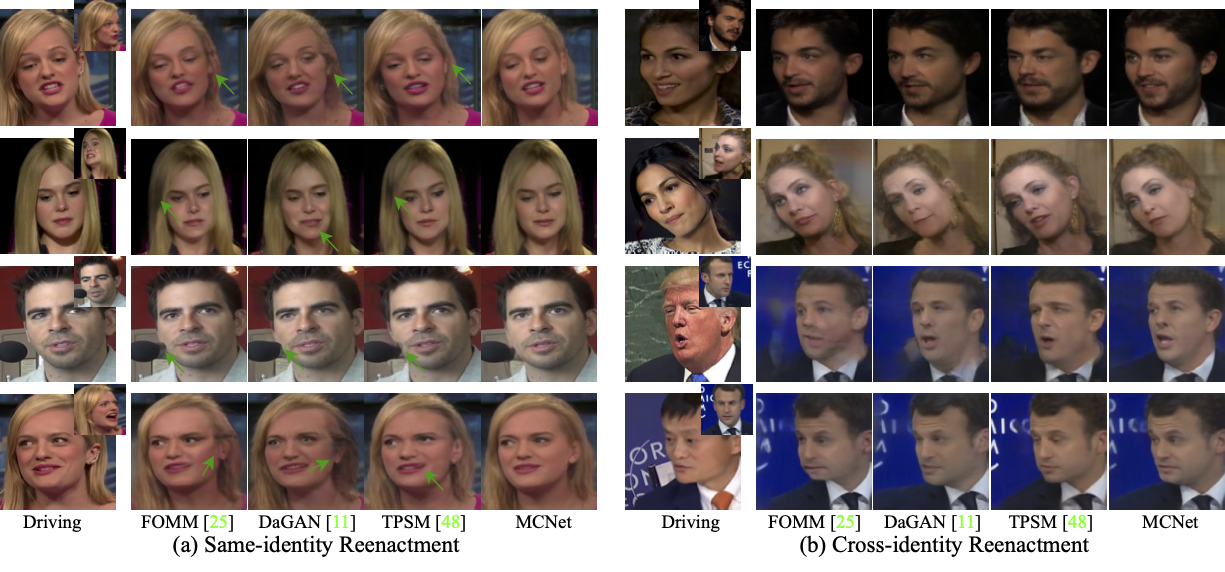 Driving FOMM [25] DaGAN [11] TPSM [48] MCNet Driving FOMM [25] DaGAN [11] TPSM [48] MCNet
(a) Same-identity Reenactment (b) Cross-identity Reenactment